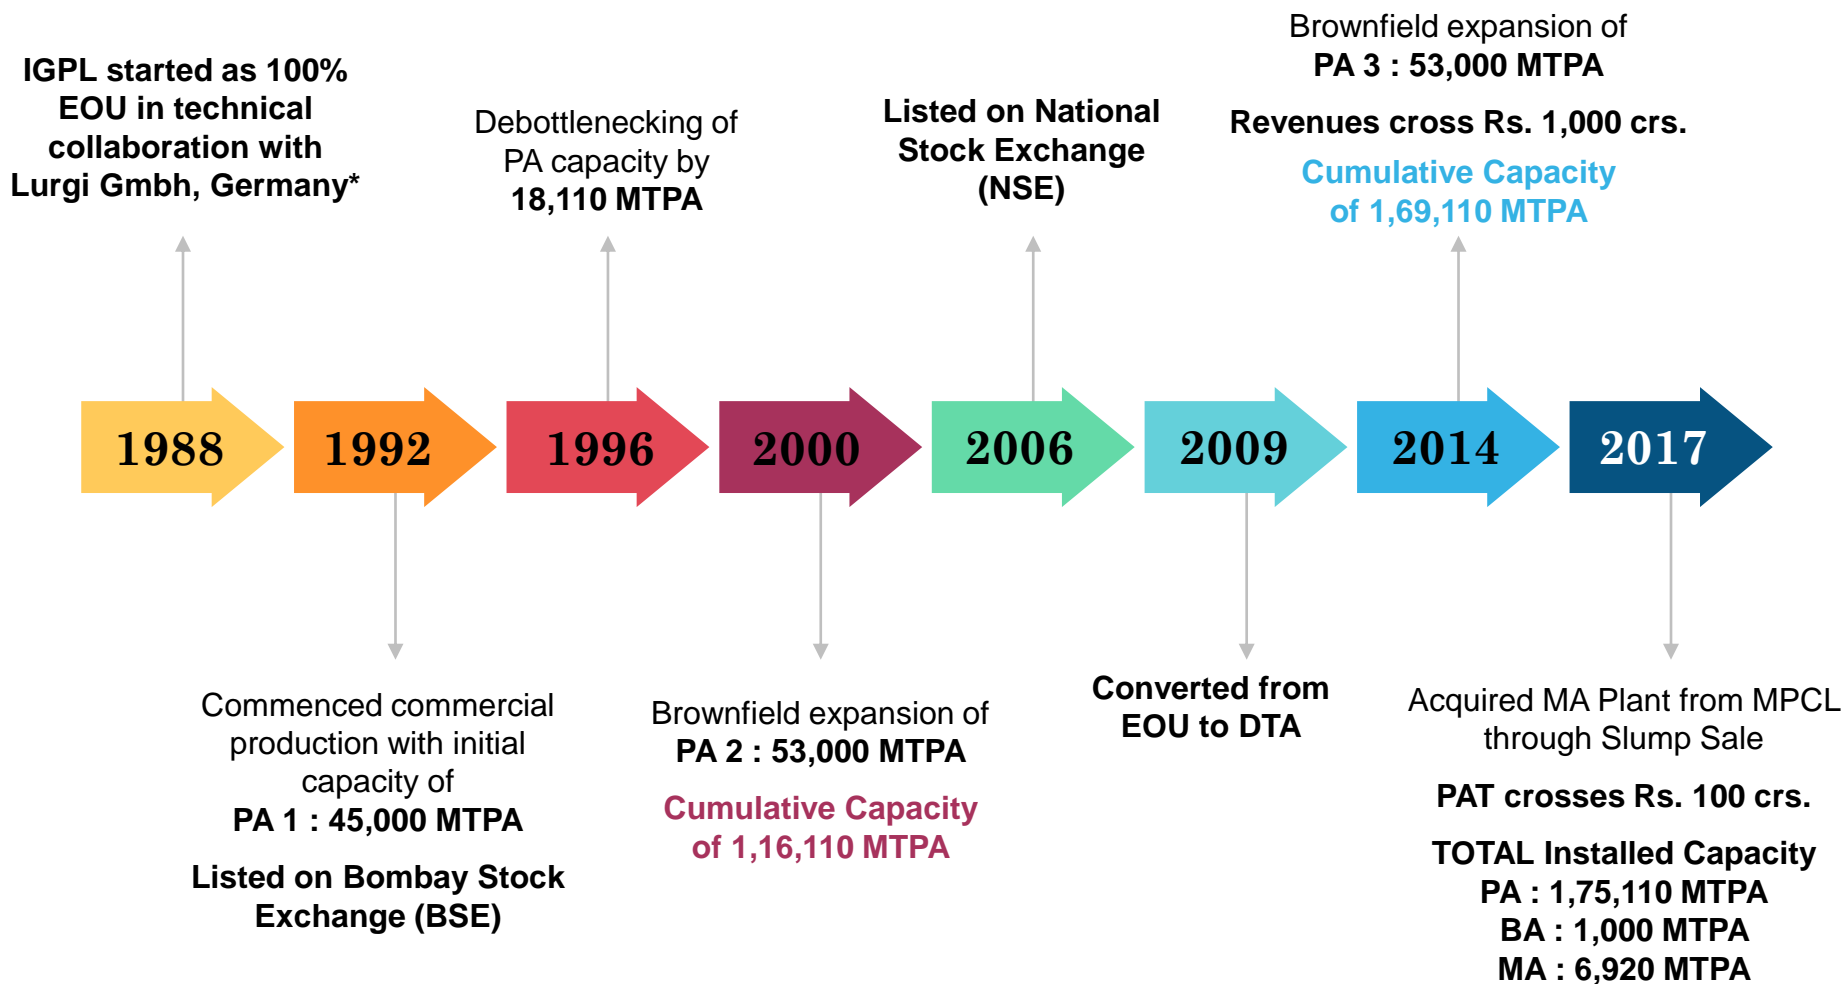 IGPL started as 100%
EOU in technical
collaboration with
Lurgi Gmbh, Germany*
Debottlenecking of
PA capacity by
18,110 MTPA
Listed on National
Stock Exchange
(NSE)
Brownfield expansion of
PA 3 : 53,000 MTPA
Revenues cross Rs. 1,000 crs.
Cumulative Capacity
of 1,69,110 MTPA
1988
1992
1996
2000
2006
2009
2014
2017
Commenced commercial
production with initial
capacity of
PA 1 : 45,000 MTPA
Listed on Bombay Stock
Exchange (BSE)
Brownfield expansion of
PA 2 : 53,000 MTPA
Cumulative Capacity
of 1,16,110 MTPA
Converted from
EOU to DTA
Acquired MA Plant from MPCL
through Slump Sale
PAT crosses Rs. 100 crs.
TOTAL Installed Capacity
PA : 1,75,110 MTPA
BA : 1,000 MTPA
MA : 6,920 MTPA